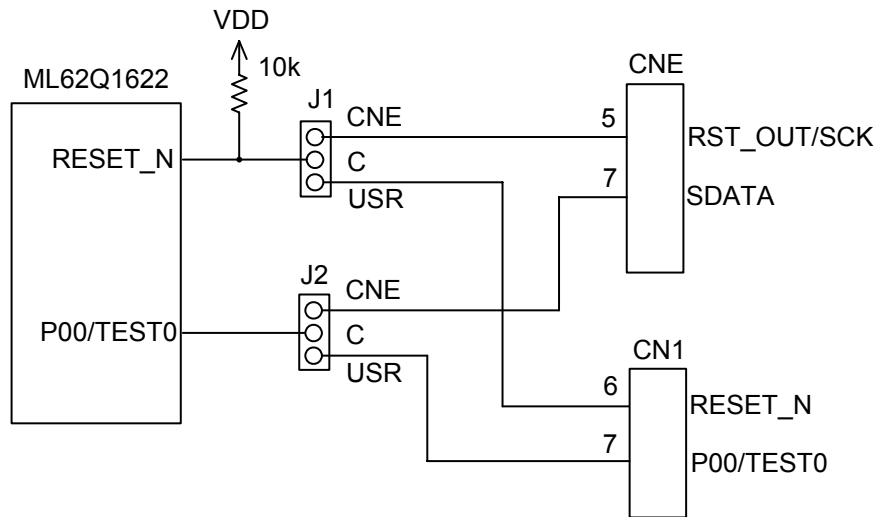 VDD
10k
ML62Q1622
J1
CNE
CNE
5
RST_OUT/SCK
RESET_N
C
7
SDATA
USR
J2
CNE
P00/TEST0
C
CN1
USR
6
RESET_N
7
P00/TEST0